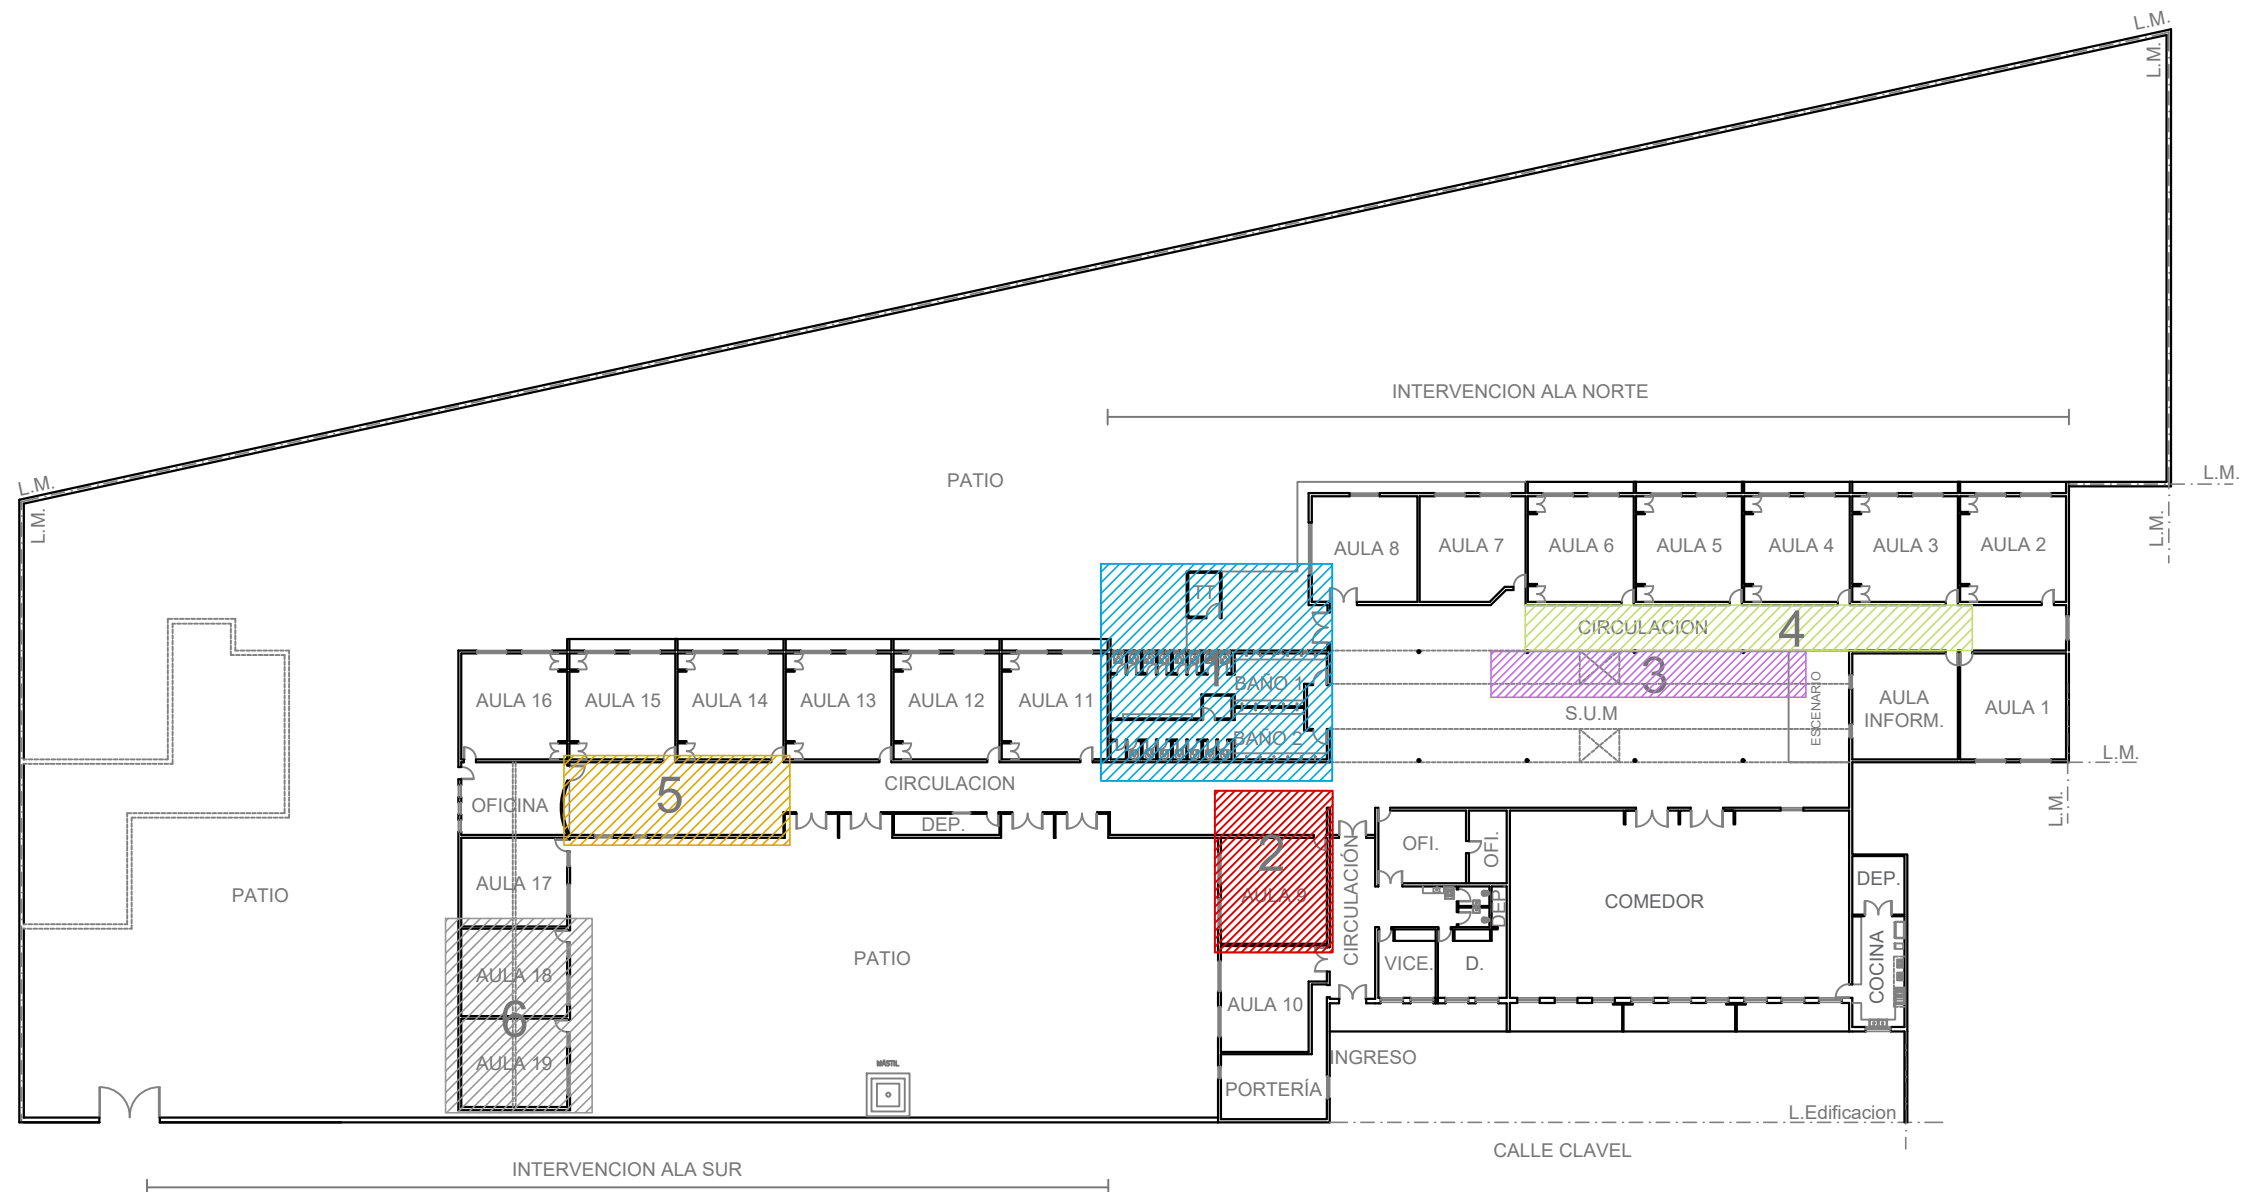 L.M.
L.M.
INTERVENCION ALA NORTE
PATIO
L.M.
L.M.
L.M.
L.M.
AULA 8
AULA 7
AULA 6
AULA 5
AULA 4
AULA 3
AULA 2
TT
CIRCULACION
4
1
BAÑO 1
3
AULA 16
AULA 15
AULA 14
AULA 13
AULA 12
AULA 11
S.U.M
ESCENARIO
AULA
INFORM.
AULA 1
BAÑO 2
L.M.
L.M.
CIRCULACION
5
OFICINA
DEP.
2
AULA 9
CIRCULACIÓN
OFI.
OFI.
DEP.
AULA 17
PATIO
COMEDOR
DEP
PATIO
VICE.
D.
COCINA
AULA 18
6
AULA 19
AULA 10
MÁSTIL
INGRESO
PORTERÍA
L.Edificacion
CALLE CLAVEL
INTERVENCION ALA SUR